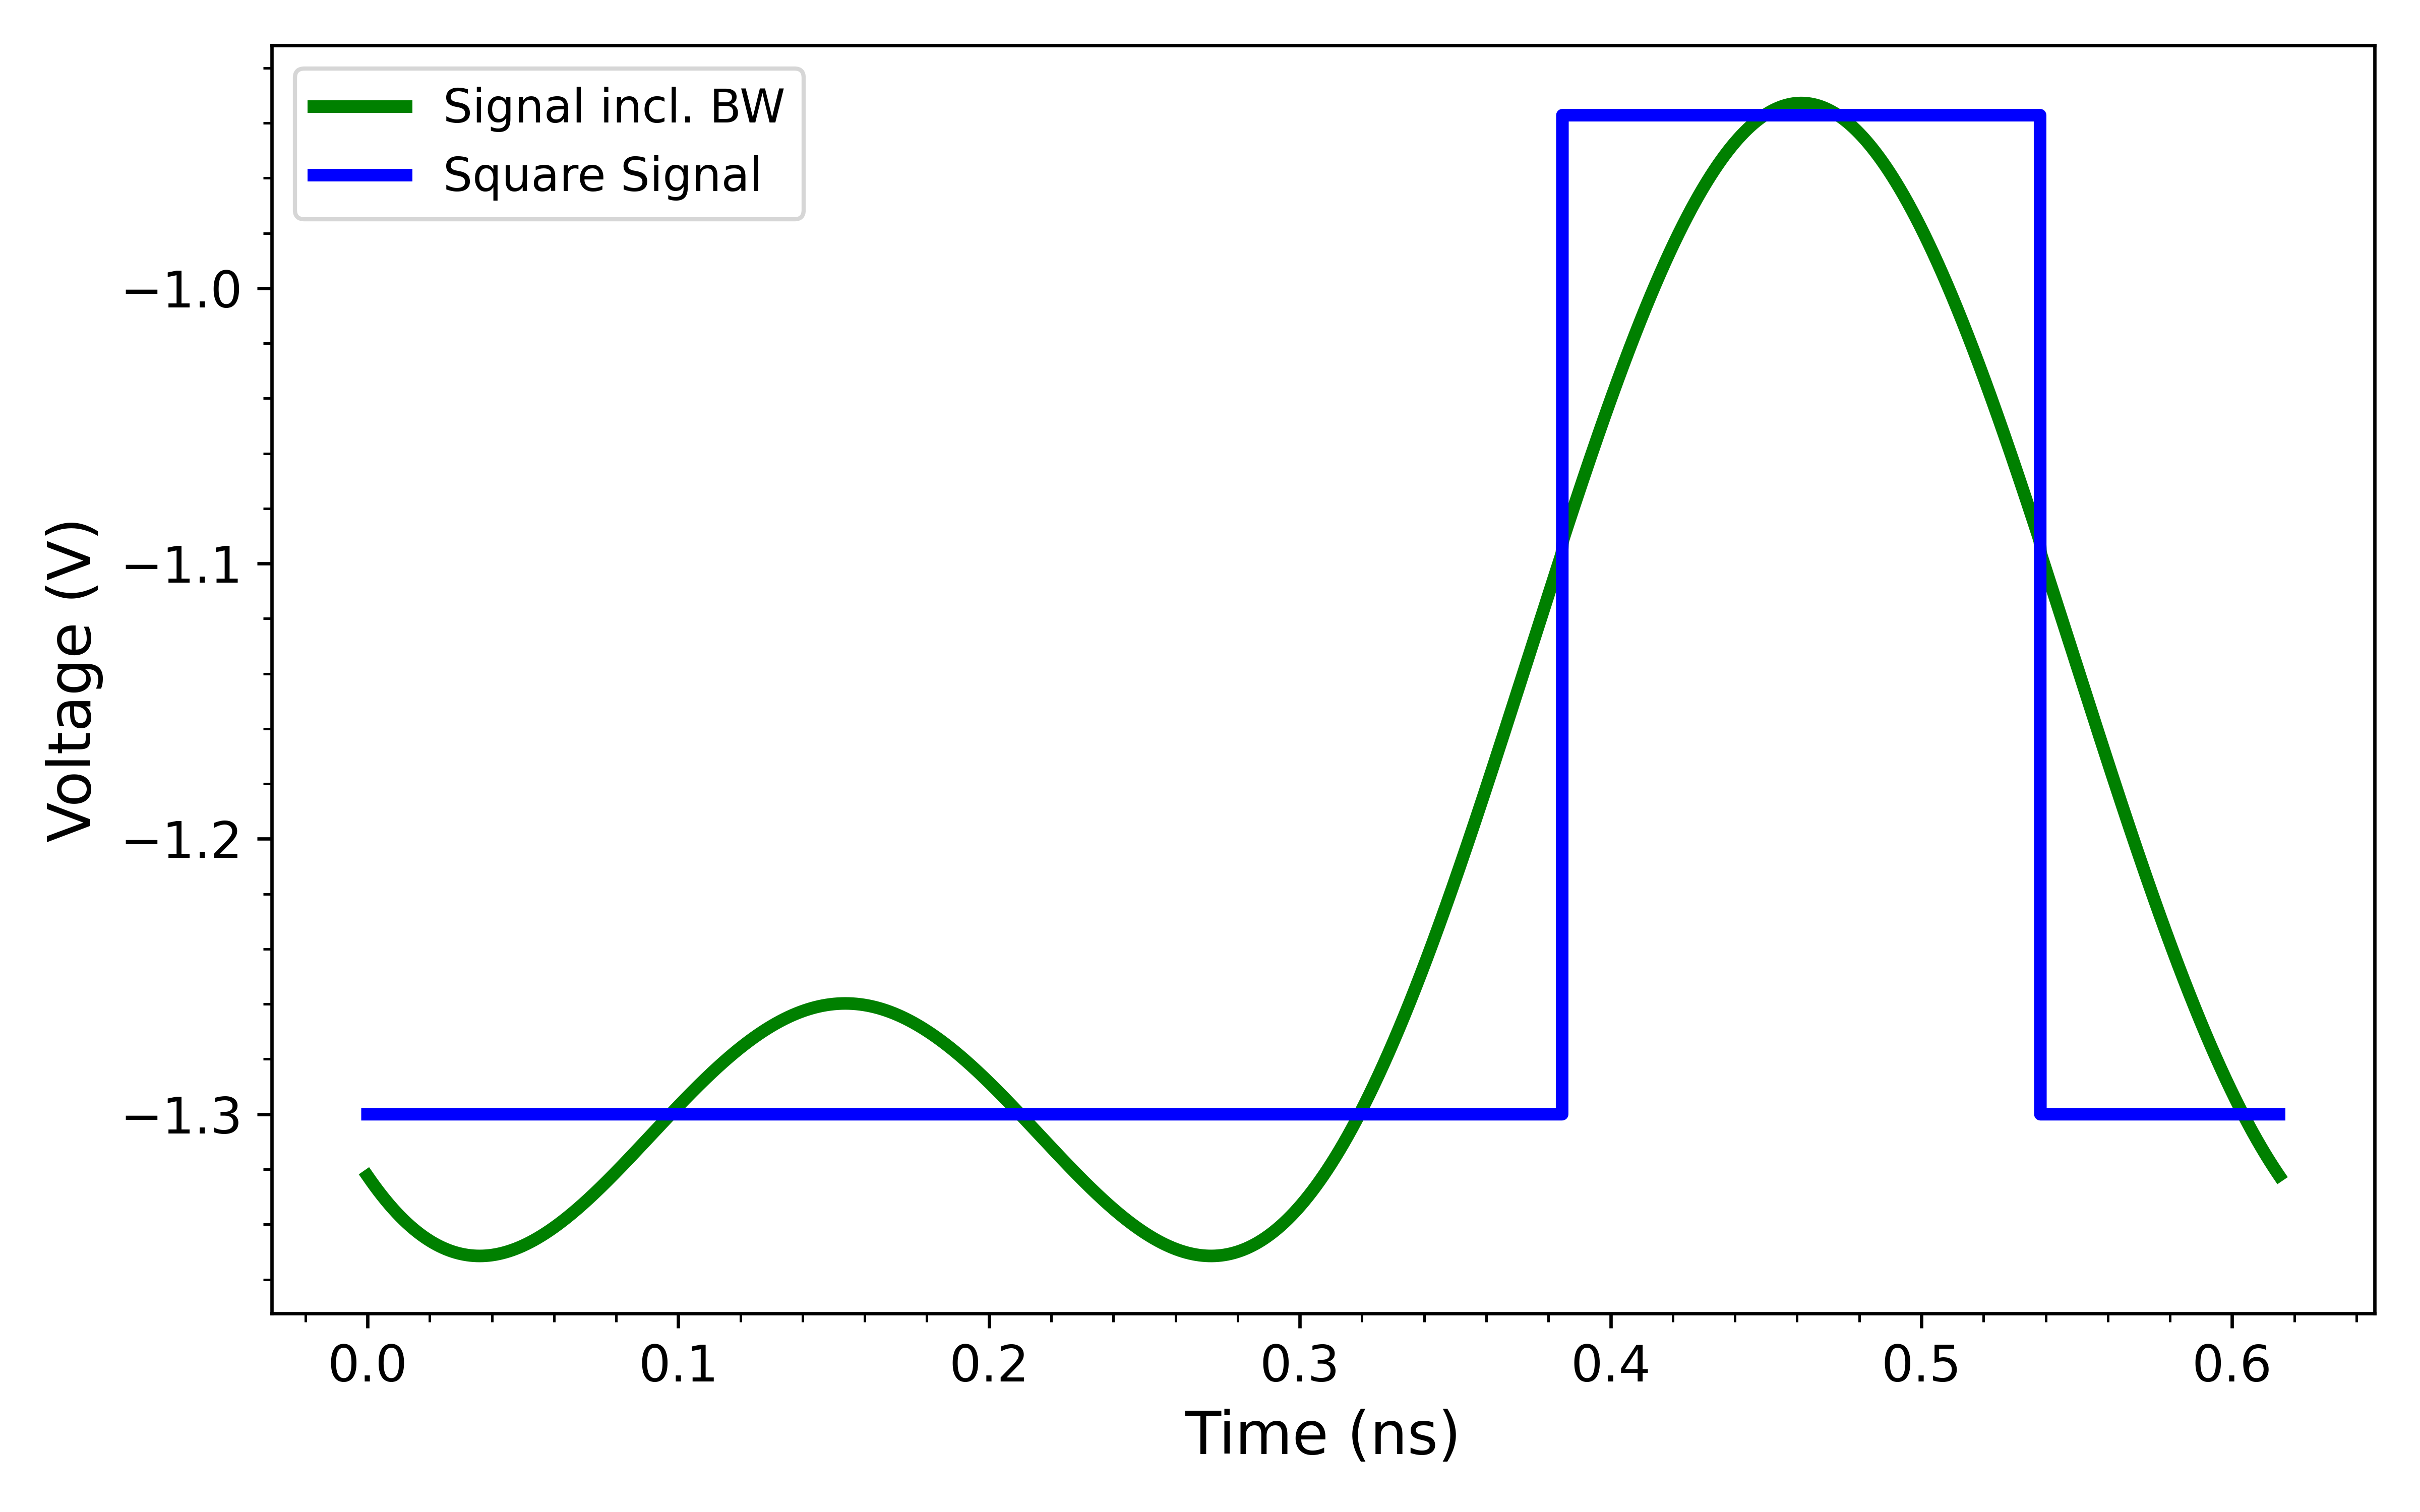 Signal incl. BW
Square Signal
Voltage (V)
−1.0
−1.1
−1.2
−1.3
0.0 0.1 0.2 0.3 0.4 0.5 0.6
Time (ns)